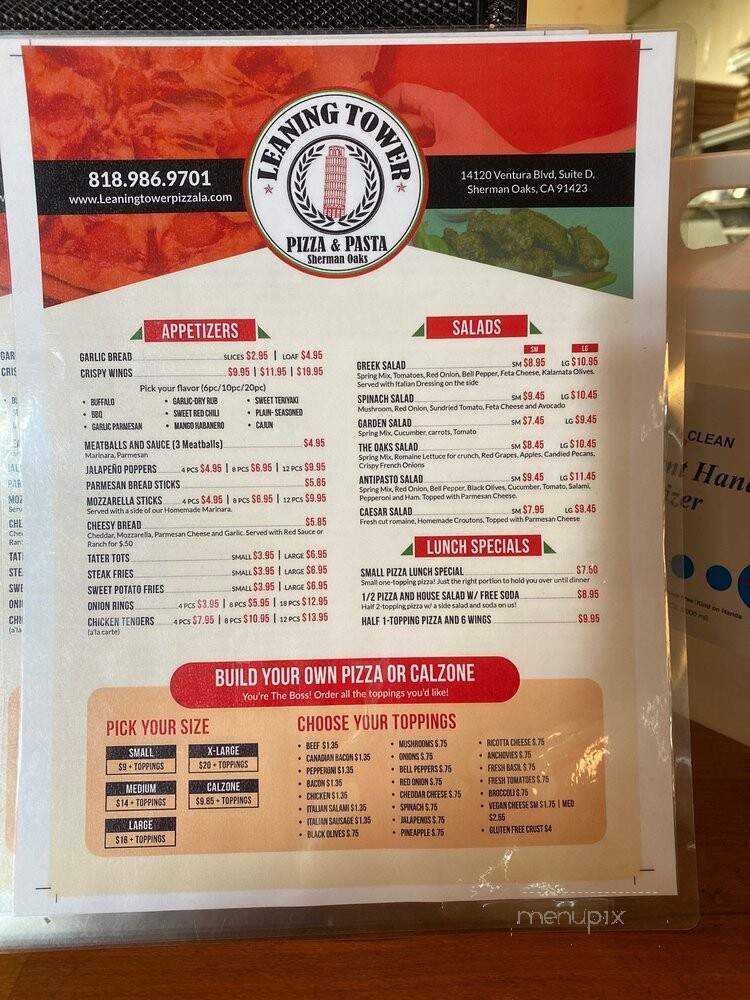 818.986.9701
www.Leaningtowerpizzala.com
LEANING TOWER
PIZZA & PASTA
Sherman Oaks
14120 Ventura Blvd, Suite D,
Sherman Oaks, CA 91423
APPETIZERS
GARLIC BREAD SLICES $2.95 | LOAF $4.95
CRISPY WINGS $9.95 | $11.95 | $19.95
Pick your flavor (6pc/10pc/20pc)
• BUFFALO • GARLIC-DRY RUB • SWEET TERIYAKI
• BBQ • SWEET RED CHILI • PLAIN- SEASONED
• GARLIC PARMESAN • MANGO HABANERO • CAJUN
MEATBALLS AND SAUCE (3 Meatballs) $4.95
Marinara, Parmesan
JALAPEÑO POPPERS 4 PCS $4.95 | 8 PCS $6.95 | 12 PCS $9.95
PARMESAN BREAD STICKS $5.85
MOZZARELLA STICKS 4 PCS $4.95 | 8 PCS $6.95 | 12 PCS $9.95
Served with a side of our Homemade Marinara.
CHEESY BREAD $5.85
Cheddar, Mozzarella, Parmesan Cheese and Garlic. Served with Red Sauce or
Ranch for $.50
TATER TOTS SMALL $3.95 | LARGE $6.95
STEAK FRIES SMALL $3.95 | LARGE $6.95
SWEET POTATO FRIES SMALL $3.95 | LARGE $6.95
ONION RINGS 4 PCS $3.95 | 8 PCS $5.95 | 18 PCS $12.95
CHICKEN TENDERS 4 PCS $7.95 | 8 PCS $10.95 | 12 PCS $13.95
(a'la carte)
SALADS
SM LG
GREEK SALAD SM $8.95 LG $10.95
Spring Mix, Tomatoes, Red Onion, Bell Pepper, Feta Cheese, Kalamata Olives.
Served with Italian Dressing on the side
SPINACH SALAD SM $9.45 LG $10.45
Mushroom, Red Onion, Sundried Tomato, Feta Cheese and Avocado
GARDEN SALAD SM $7.45 LG $9.45
Spring Mix, Cucumber, carrots, Tomato
THE OAKS SALAD SM $8.45 LG $10.45
Spring Mix, Romaine Lettuce for crunch, Red Grapes, Apples, Candied Pecans,
Crispy French Onions
ANTIPASTO SALAD SM $9.45 LG $11.45
Spring Mix, Red Onion, Bell Pepper, Black Olives, Cucumber, Tomato, Salami,
Pepperoni and Ham. Topped with Parmesan Cheese.
CAESAR SALAD SM $7.95 LG $9.45
Fresh cut romaine, Homemade Croutons, Topped with Parmesan Cheese
LUNCH SPECIALS
SMALL PIZZA LUNCH SPECIAL $7.50
Small one-topping pizza! Just the right portion to hold you over until dinner
1/2 PIZZA AND HOUSE SALAD W/ FREE SODA $8.95
Half 2-topping pizza w/ a side salad and soda on us!
HALF 1-TOPPING PIZZA AND 6 WINGS $9.95
BUILD YOUR OWN PIZZA OR CALZONE
You're The Boss! Order all the toppings you'd like!
PICK YOUR SIZE
SMALL
$9 + TOPPINGS
X-LARGE
$20 + TOPPINGS
MEDIUM
$14 + TOPPINGS
CALZONE
$9.85 + TOPPINGS
LARGE
$16 + TOPPINGS
CHOOSE YOUR TOPPINGS
• BEEF $1.35
• CANADIAN BACON $1.35
• PEPPERONI $1.35
• BACON $1.35
• CHICKEN $1.35
• ITALIAN SALAMI $1.35
• ITALIAN SAUSAGE $1.35
• BLACK OLIVES $.75
• MUSHROOMS $.75
• ONIONS $.75
• BELL PEPPERS $.75
• RED ONION $.75
• CHEDDAR CHEESE $.75
• SPINACH $.75
• JALAPENOS $.75
• PINEAPPLE $.75
• RICOTTA CHEESE $.75
• ANCHOVIES $.75
• FRESH BASIL $.75
• FRESH TOMATOES $.75
• BROCCOLI $.75
• VEGAN CHEESE SM $1.75 | MED
$2.55
• GLUTEN FREE CRUST $4
CLEAN
nt Hand
izer
menupix